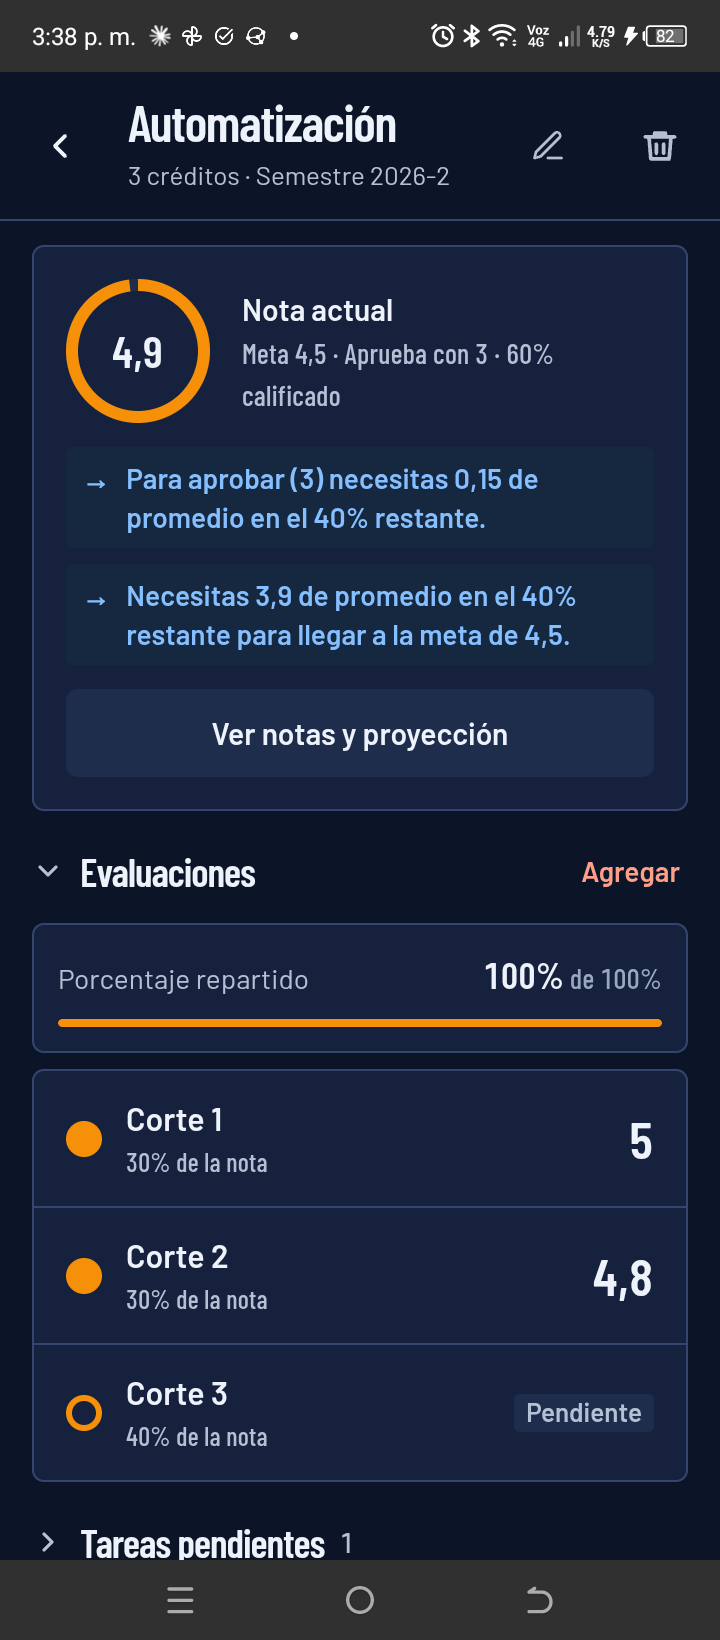 3:38 p. m.
Voz
4G
4.79
K/S
82
Automatización
3 créditos · Semestre 2026-2
4,9
Nota actual
Meta 4,5 · Aprueba con 3 · 60%
calificado
→ Para aprobar (3) necesitas 0,15 de
promedio en el 40% restante.
→ Necesitas 3,9 de promedio en el 40%
restante para llegar a la meta de 4,5.
Ver notas y proyección
Evaluaciones
Agregar
Porcentaje repartido
100% de 100%
Corte 1
30% de la nota
5
Corte 2
30% de la nota
4,8
Corte 3
40% de la nota
Pendiente
Tareas pendientes 1